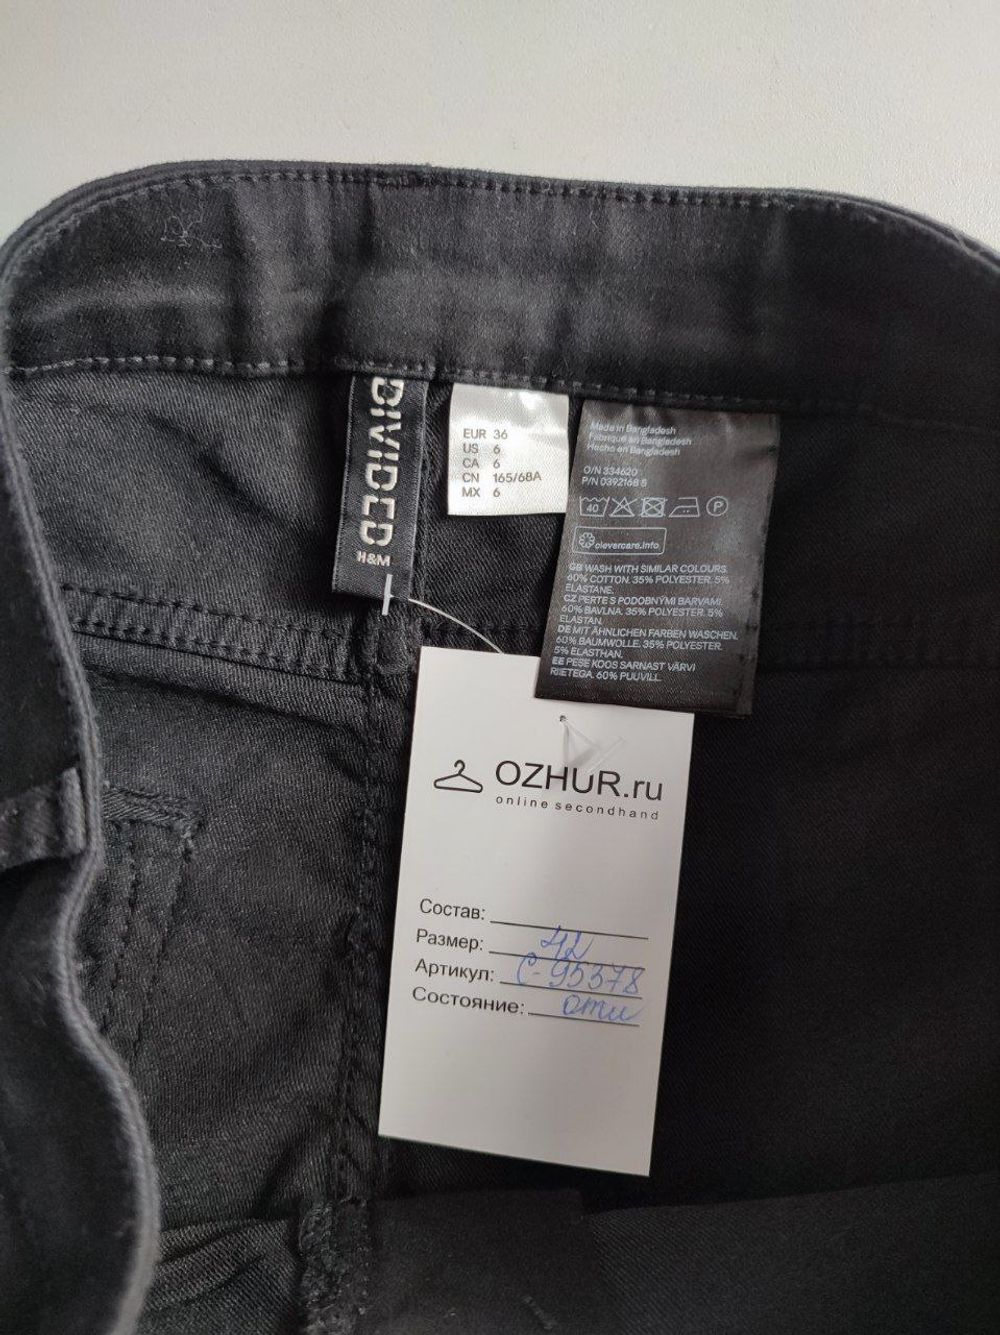 DIVIDED
H&M
EUR 36
US 6
CA 6
CN 165/68A
MX 6
Made in Bangladesh
Fabriqué en Bangladesh
Hecho en Bangladesh
O/N 334620
P/N 0392168 5
40
P
clevercare.info
GB WASH WITH SIMILAR COLOURS.
60% COTTON. 35% POLYESTER. 5%
ELASTANE.
CZ PERTE S PODOBNÝMI BARVAMI.
60% BAVLNA. 35% POLYESTER. 5%
ELASTAN.
DE MIT ÄHNLICHEN FARBEN WASCHEN.
60% BAUMWOLLE. 35% POLYESTER.
5% ELASTHAN.
EE PESE KOOS SARNAST VÄRVI
RIIETEGA. 60% PUUVILL.
OZHUR.ru
online secondhand
Состав:
Размер: 42
Артикул: С-95378
Состояние: отл